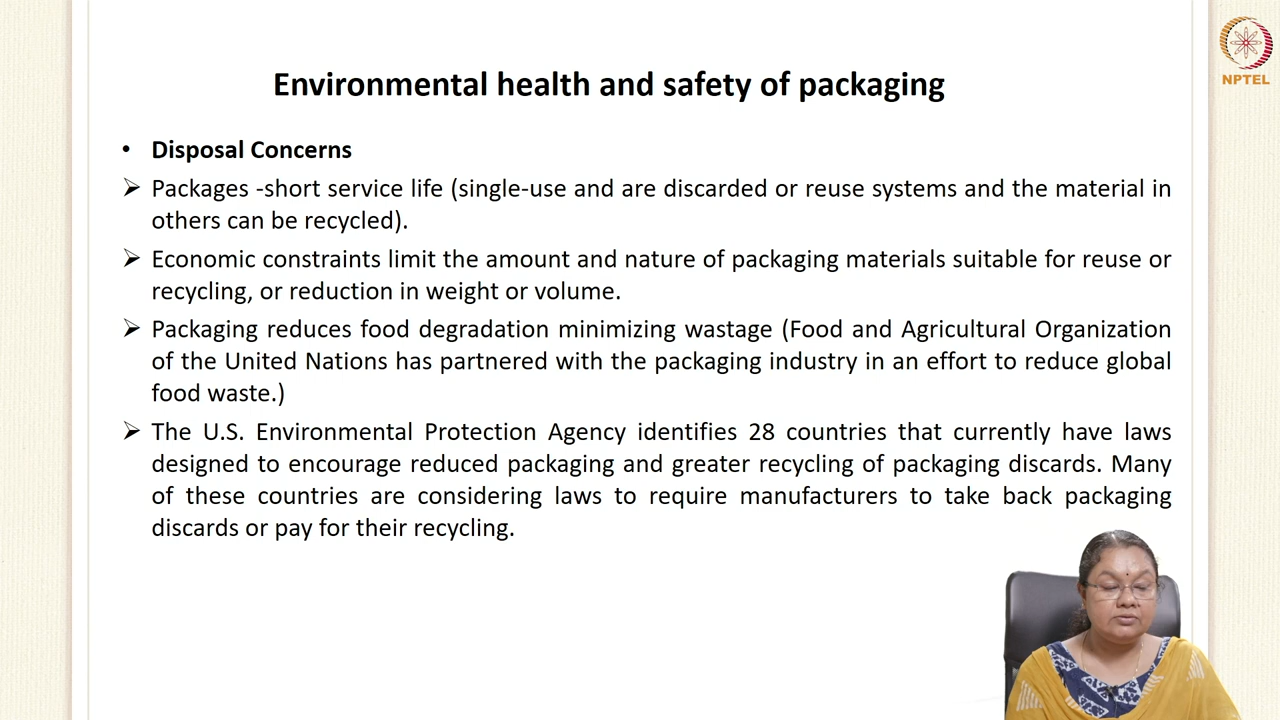 NPTEL
Environmental health and safety of packaging
• Disposal Concerns
➢ Packages -short service life (single-use and are discarded or reuse systems and the material in
others can be recycled).
➢ Economic constraints limit the amount and nature of packaging materials suitable for reuse or
recycling, or reduction in weight or volume.
➢ Packaging reduces food degradation minimizing wastage (Food and Agricultural Organization
of the United Nations has partnered with the packaging industry in an effort to reduce global
food waste.)
➢ The U.S. Environmental Protection Agency identifies 28 countries that currently have laws
designed to encourage reduced packaging and greater recycling of packaging discards. Many
of these countries are considering laws to require manufacturers to take back packaging
discards or pay for their recycling.